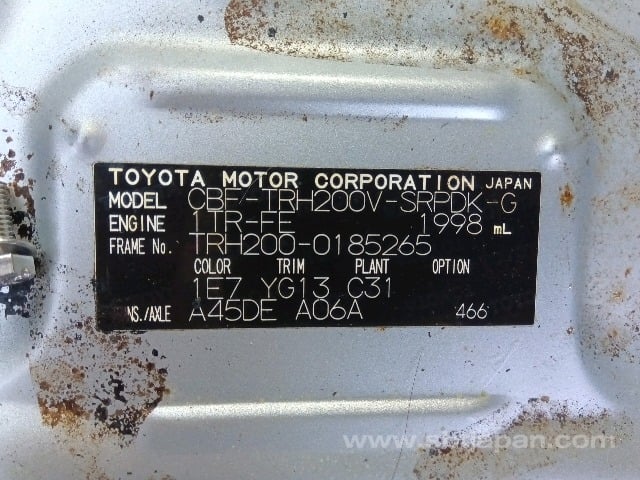 TOYOTA MOTOR CORPORATION JAPAN
MODEL CBF-TRH200V-SRPDK-G
ENGINE 1TR-FE 1998 mL
FRAME No. TRH200-0185265
COLOR TRIM PLANT OPTION
1E7 YG13 C31
NS./AXLE A45DE A06A 466